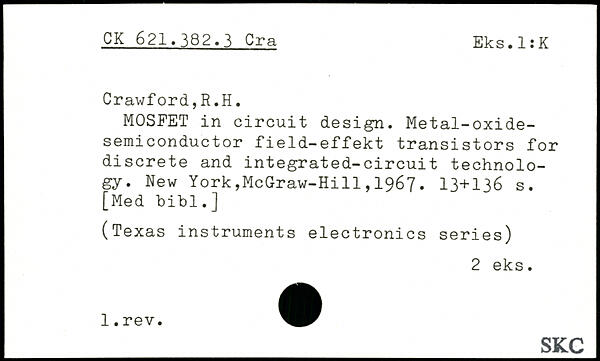 CK 621.382.3 Cra
Eks.1:K
Crawford,R.H.
MOSFET in circuit design. Metal-oxide-
semiconductor field-effekt transistors for
discrete and integrated-circuit technolo-
gy. New York,McGraw-Hill,1967. 13+136 s.
[Med bibl.]
(Texas instruments electronics series)
2 eks.
1.rev.
SKC